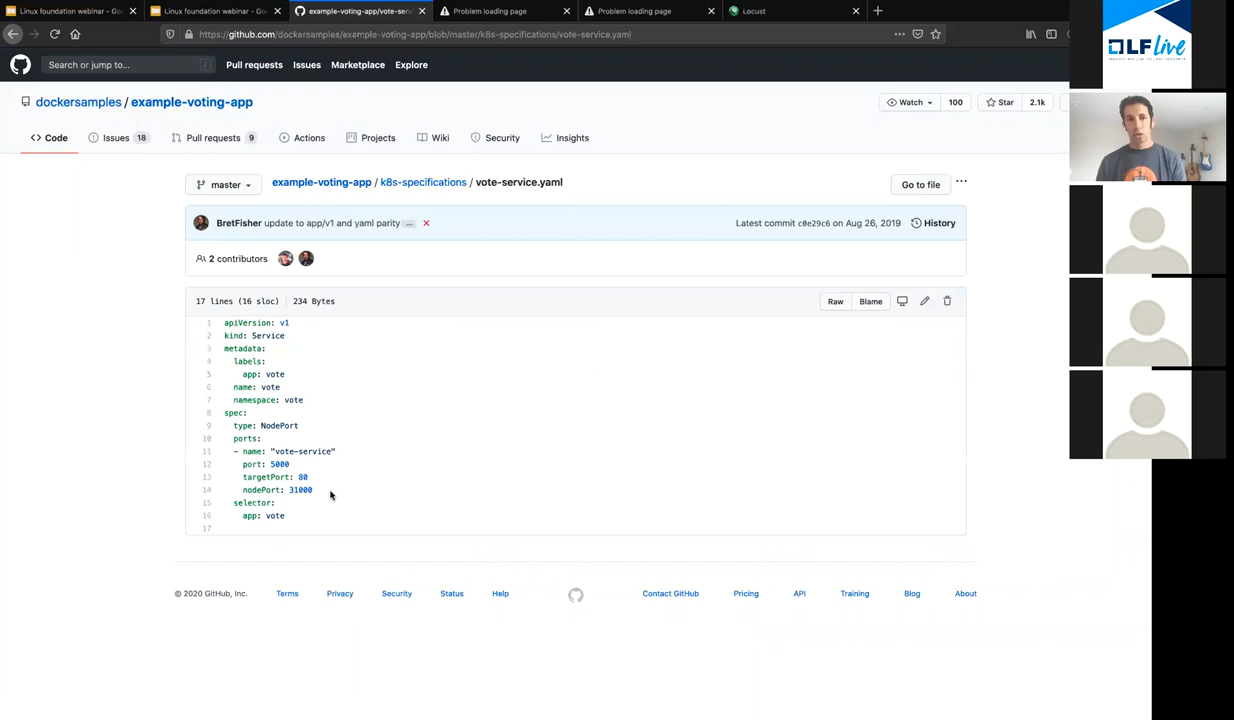 Linux foundation webinar - Go
Linux foundation webinar - Go
example-voting-app/vote-servi
Problem loading page
Problem loading page
Locust
https://github.com/dockersamples/example-voting-app/blob/master/k8s-specifications/vote-service.yaml
Search or jump to...
/
Pull requests
Issues
Marketplace
Explore
LFlive
dockersamples / example-voting-app
Watch
100
Star
2.1k
Code
Issues 18
Pull requests 9
Actions
Projects
Wiki
Security
Insights
master
example-voting-app / k8s-specifications / vote-service.yaml
Go to file
...
BretFisher update to app/v1 and yaml parity ...
Latest commit c0e29c6 on Aug 26, 2019
History
2 contributors
17 lines (16 sloc) | 234 Bytes
Raw
Blame
1 apiVersion: v1
2 kind: Service
3 metadata:
4 labels:
5 app: vote
6 name: vote
7 namespace: vote
8 spec:
9 type: NodePort
10 ports:
11 - name: "vote-service"
12 port: 5000
13 targetPort: 80
14 nodePort: 31000
15 selector:
16 app: vote
17
© 2020 GitHub, Inc.
Terms
Privacy
Security
Status
Help
Contact GitHub
Pricing
API
Training
Blog
About